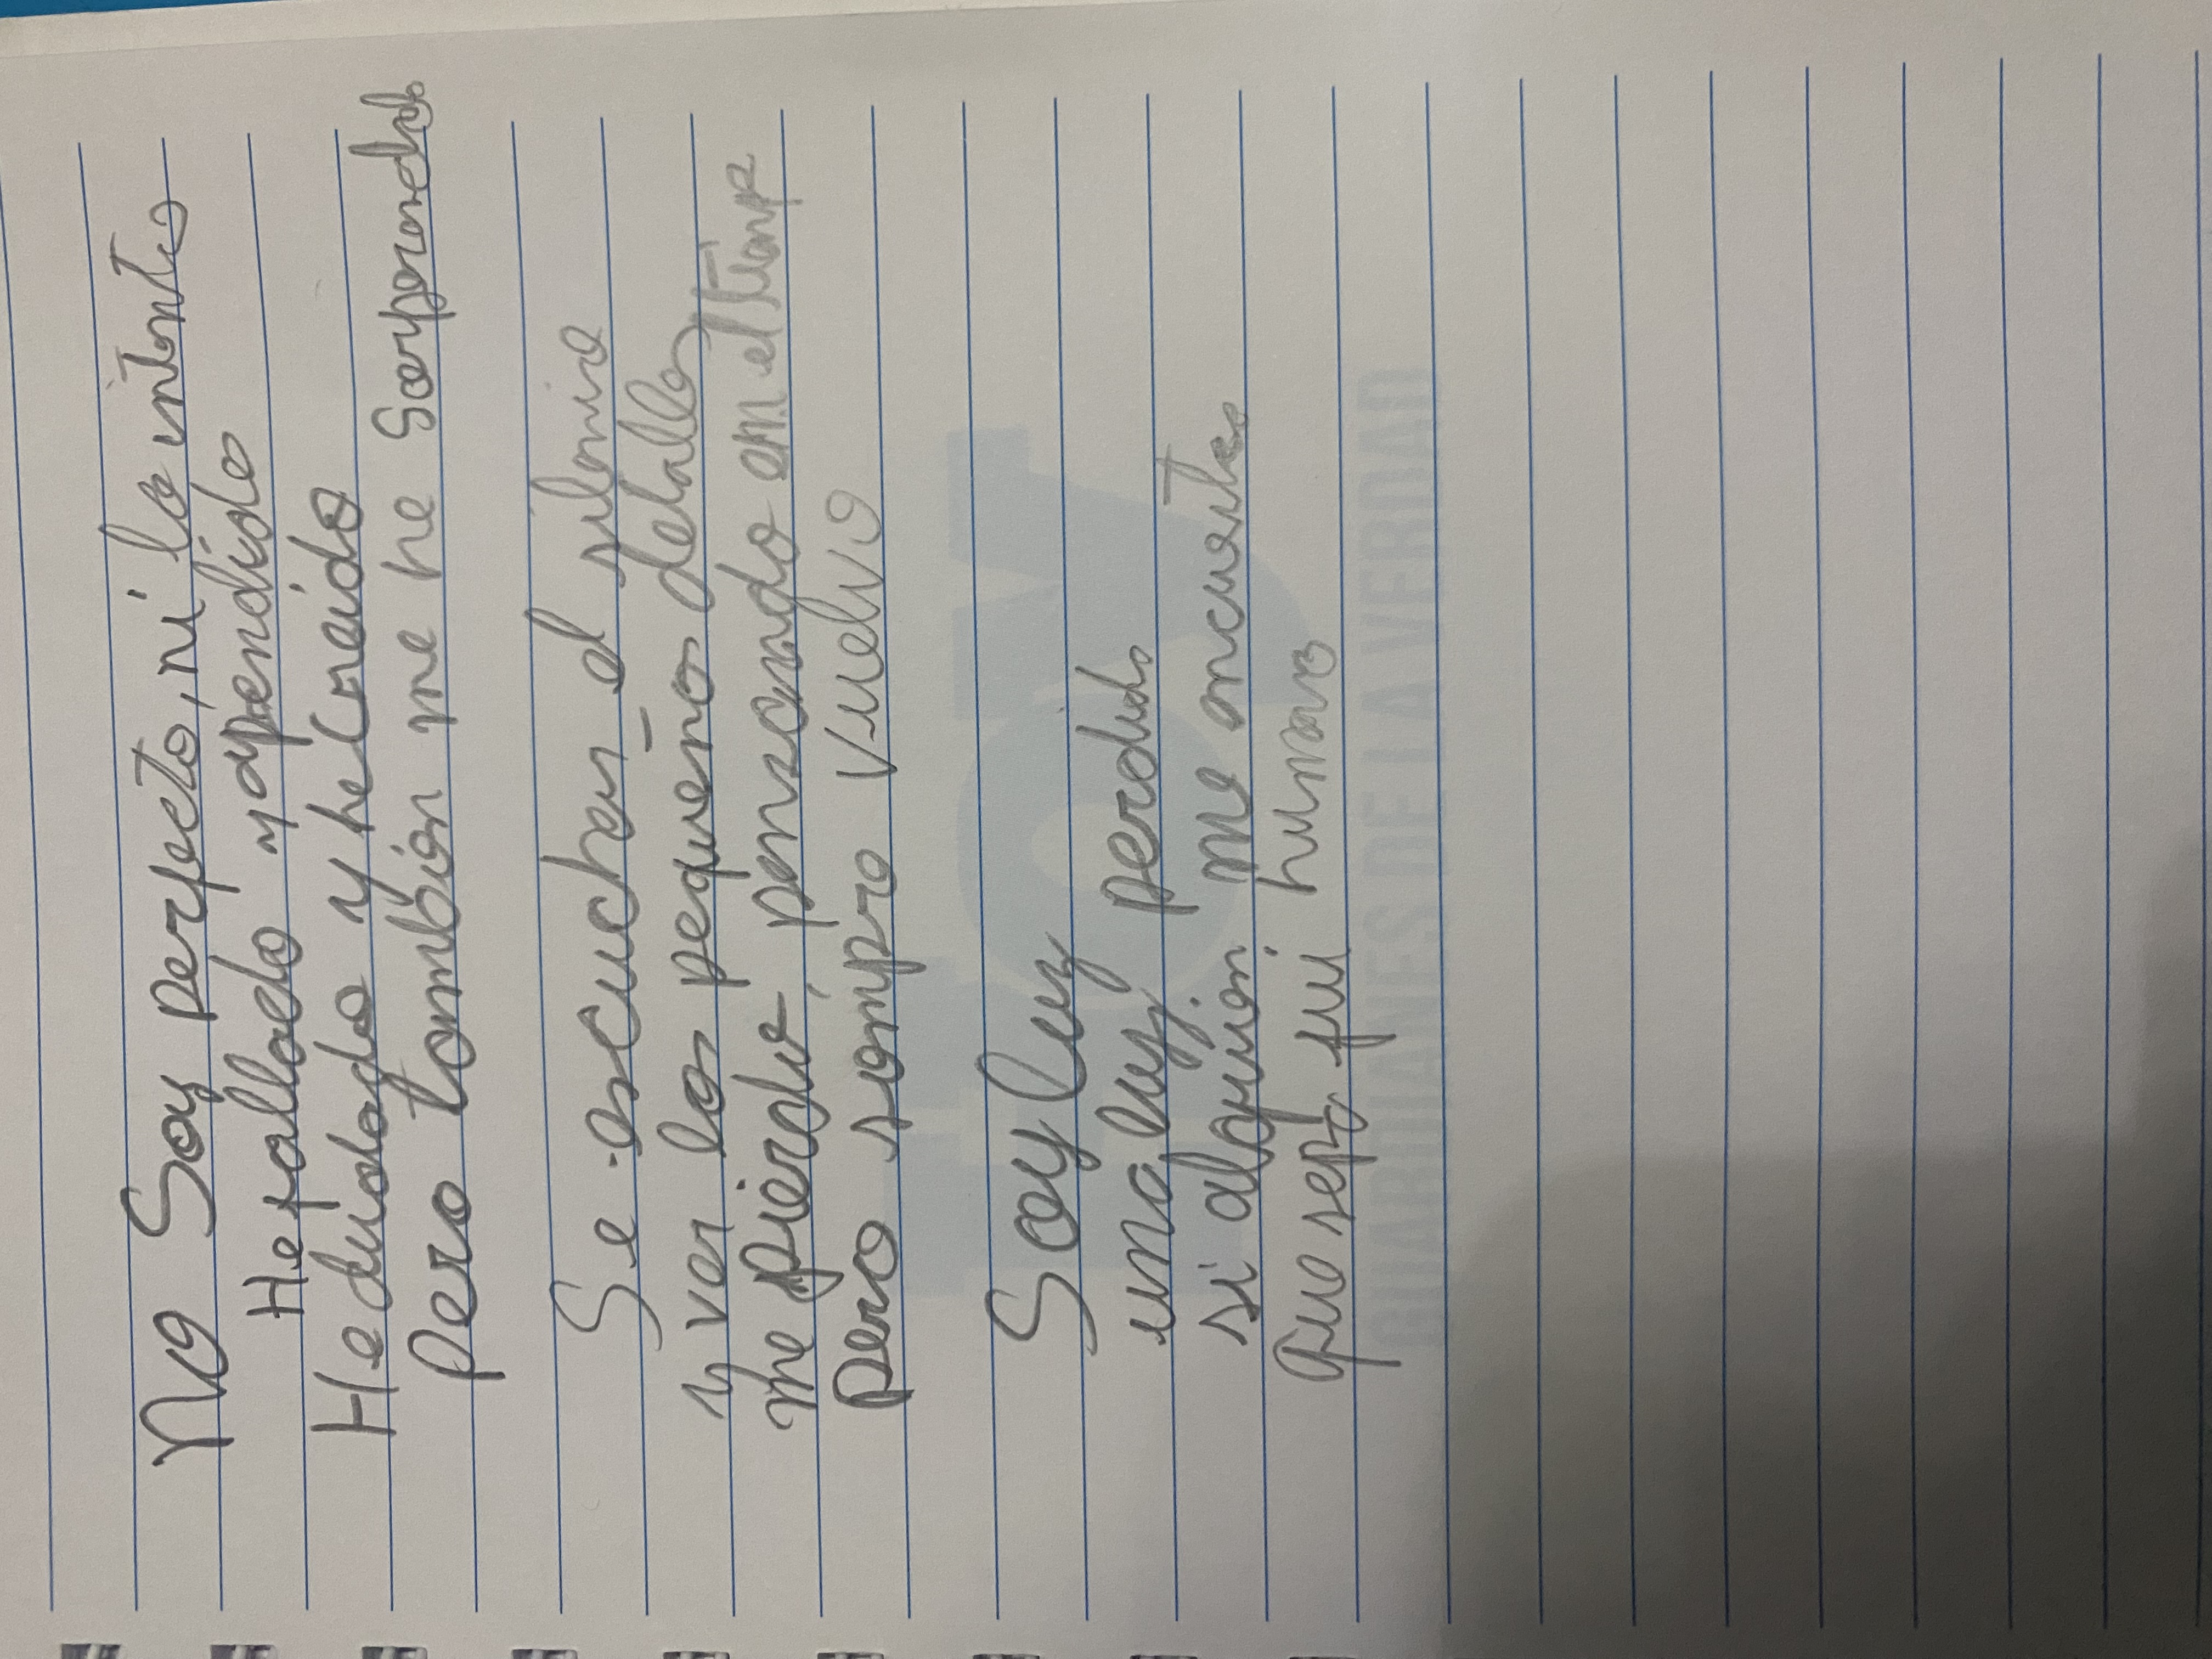 No Soy perfecto, ni lo intento
He fallado y aprendido
He dudado y he Creido
Pero también me he Sorprendido
Se escuchar el silencio
y ver los pequeños detalles
me pierdo, pensando en el tiempo
Pero siempre vuelvo
Soy luz
una luz perdida
si alguien me encuentra
que sepa fui humano
HOY
GUARDIANES DE LA VERDAD